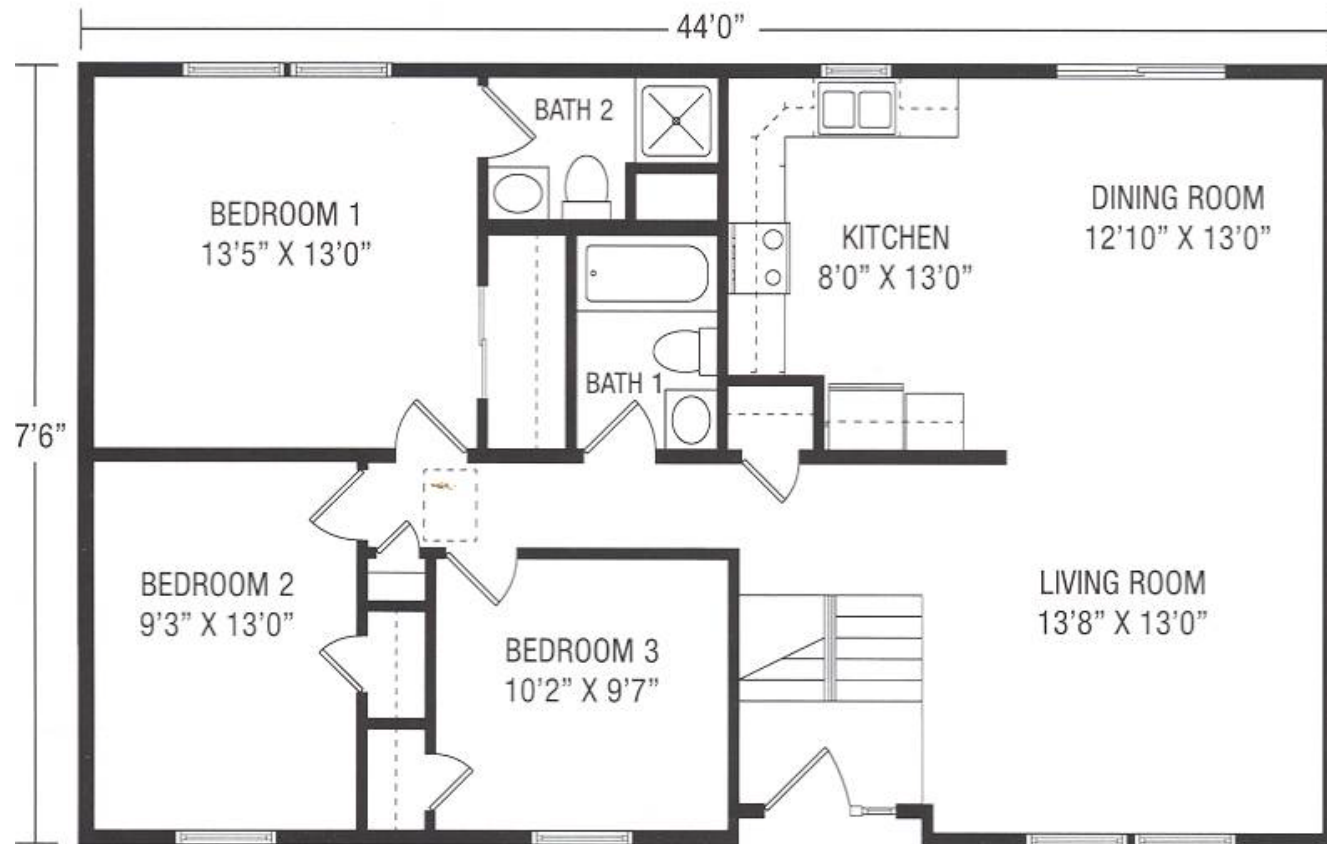 44'0"
BATH 2
BEDROOM 1
13'5" X 13'0"
DINING ROOM
12'10" X 13'0"
KITCHEN
8'0" X 13'0"
BATH 1
7'6"
BEDROOM 2
9'3" X 13'0"
LIVING ROOM
13'8" X 13'0"
BEDROOM 3
10'2" X 9'7"